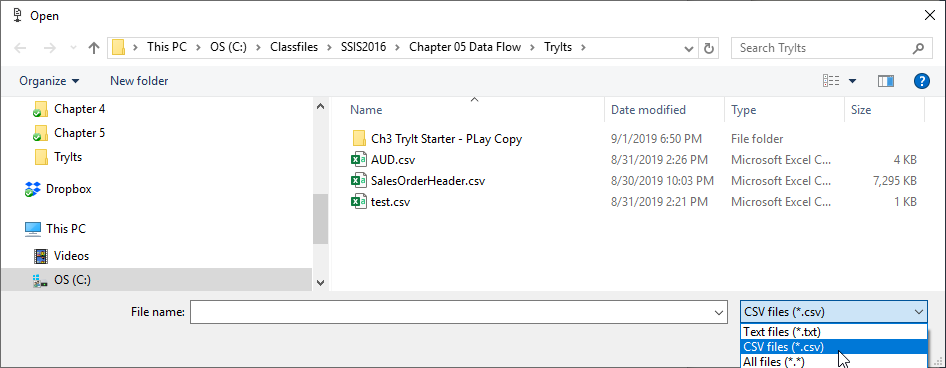 Open
This PC > OS (C:) > Classfiles > SSIS2016 > Chapter 05 Data Flow > TryIts
Search TryIts
Organize
New folder
Chapter 4
Chapter 5
TryIts
Dropbox
This PC
Videos
OS (C:)
Name Date modified Type Size
Ch3 TryIt Starter - PLay Copy 9/1/2019 6:50 PM File folder
AUD.csv 8/31/2019 2:26 PM Microsoft Excel C... 4 KB
SalesOrderHeader.csv 8/30/2019 10:03 PM Microsoft Excel C... 7,295 KB
test.csv 8/31/2019 2:21 PM Microsoft Excel C... 1 KB
File name:
CSV files (*.csv)
Text files (*.txt)
CSV files (*.csv)
All files (*.*)